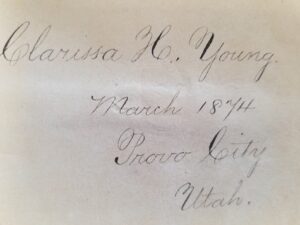 Clarissa H. Young.
March 1874
Provo City
Utah.